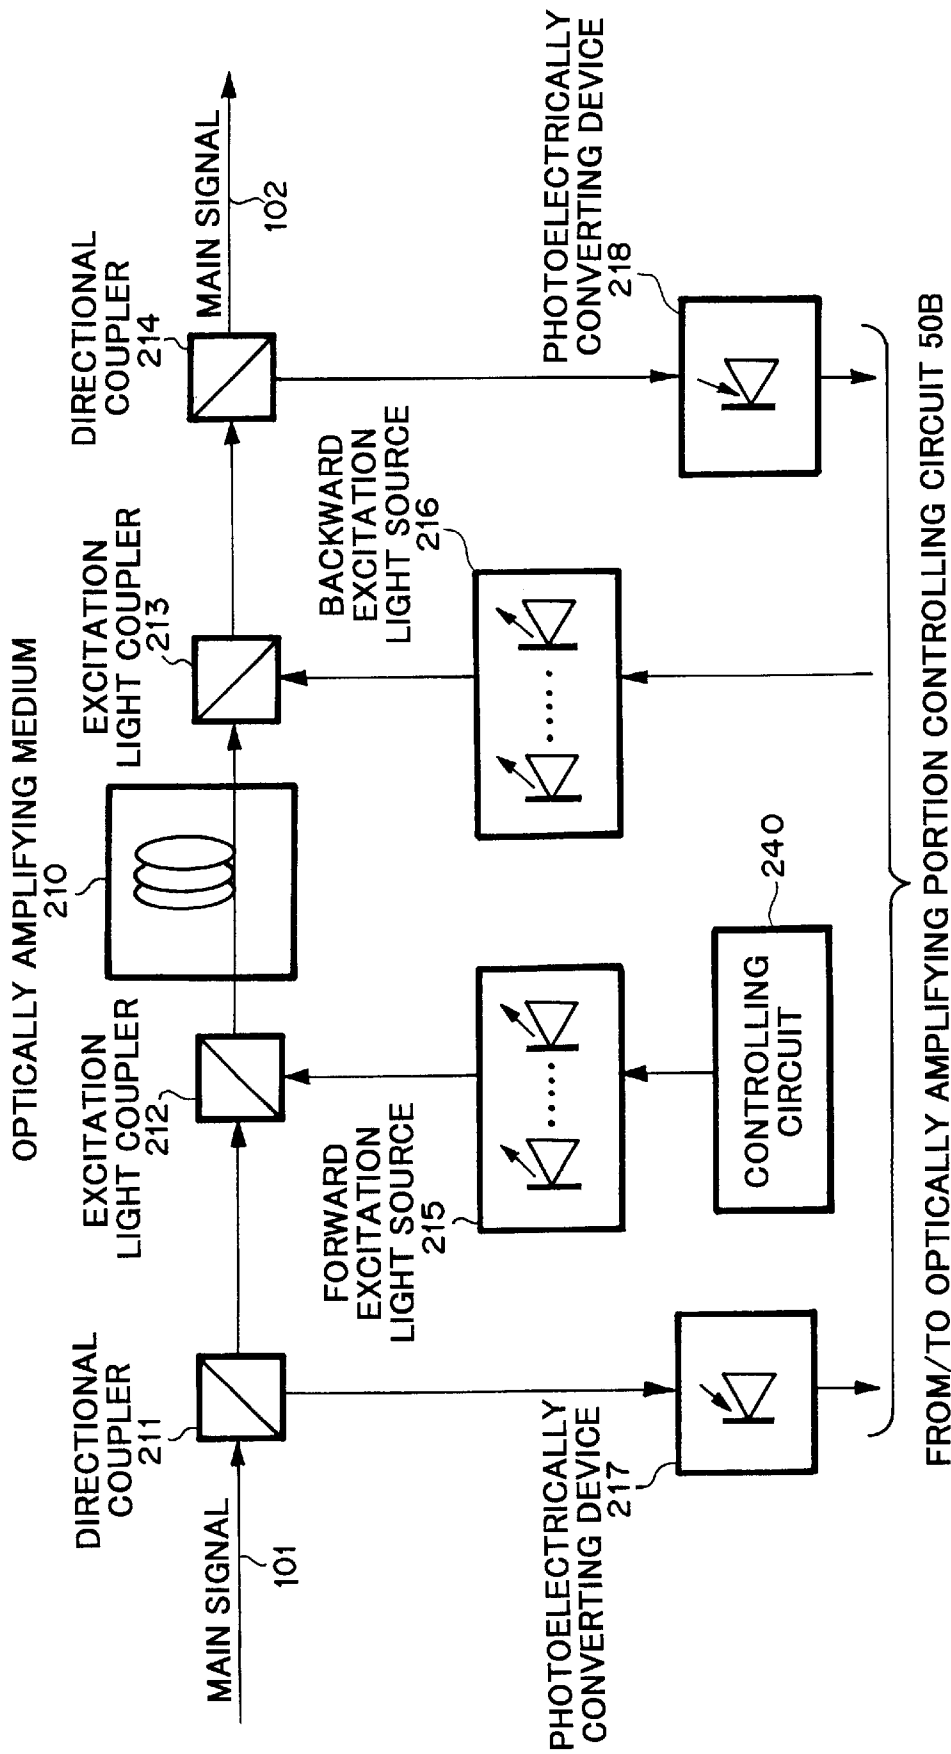 OPTICALLY AMPLIFYING MEDIUM
210
DIRECTIONAL
COUPLER
211
EXCITATION
LIGHT COUPLER
212
EXCITATION
LIGHT COUPLER
213
DIRECTIONAL
COUPLER
214
MAIN SIGNAL
101
MAIN SIGNAL
102
FORWARD
EXCITATION
LIGHT SOURCE
215
BACKWARD
EXCITATION
LIGHT SOURCE
216
PHOTOELECTRICALLY
CONVERTING DEVICE
217
PHOTOELECTRICALLY
CONVERTING DEVICE
218
CONTROLLING
CIRCUIT
240
FROM/TO OPTICALLY AMPLIFYING PORTION CONTROLLING CIRCUIT 50B